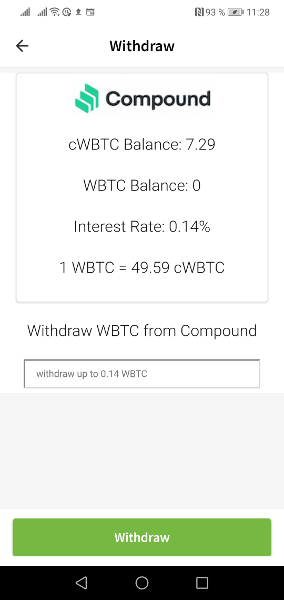 93 % 11:28
Withdraw
Compound
cWBTC Balance: 7.29
WBTC Balance: 0
Interest Rate: 0.14%
1 WBTC = 49.59 cWBTC
Withdraw WBTC from Compound
withdraw up to 0.14 WBTC
Withdraw